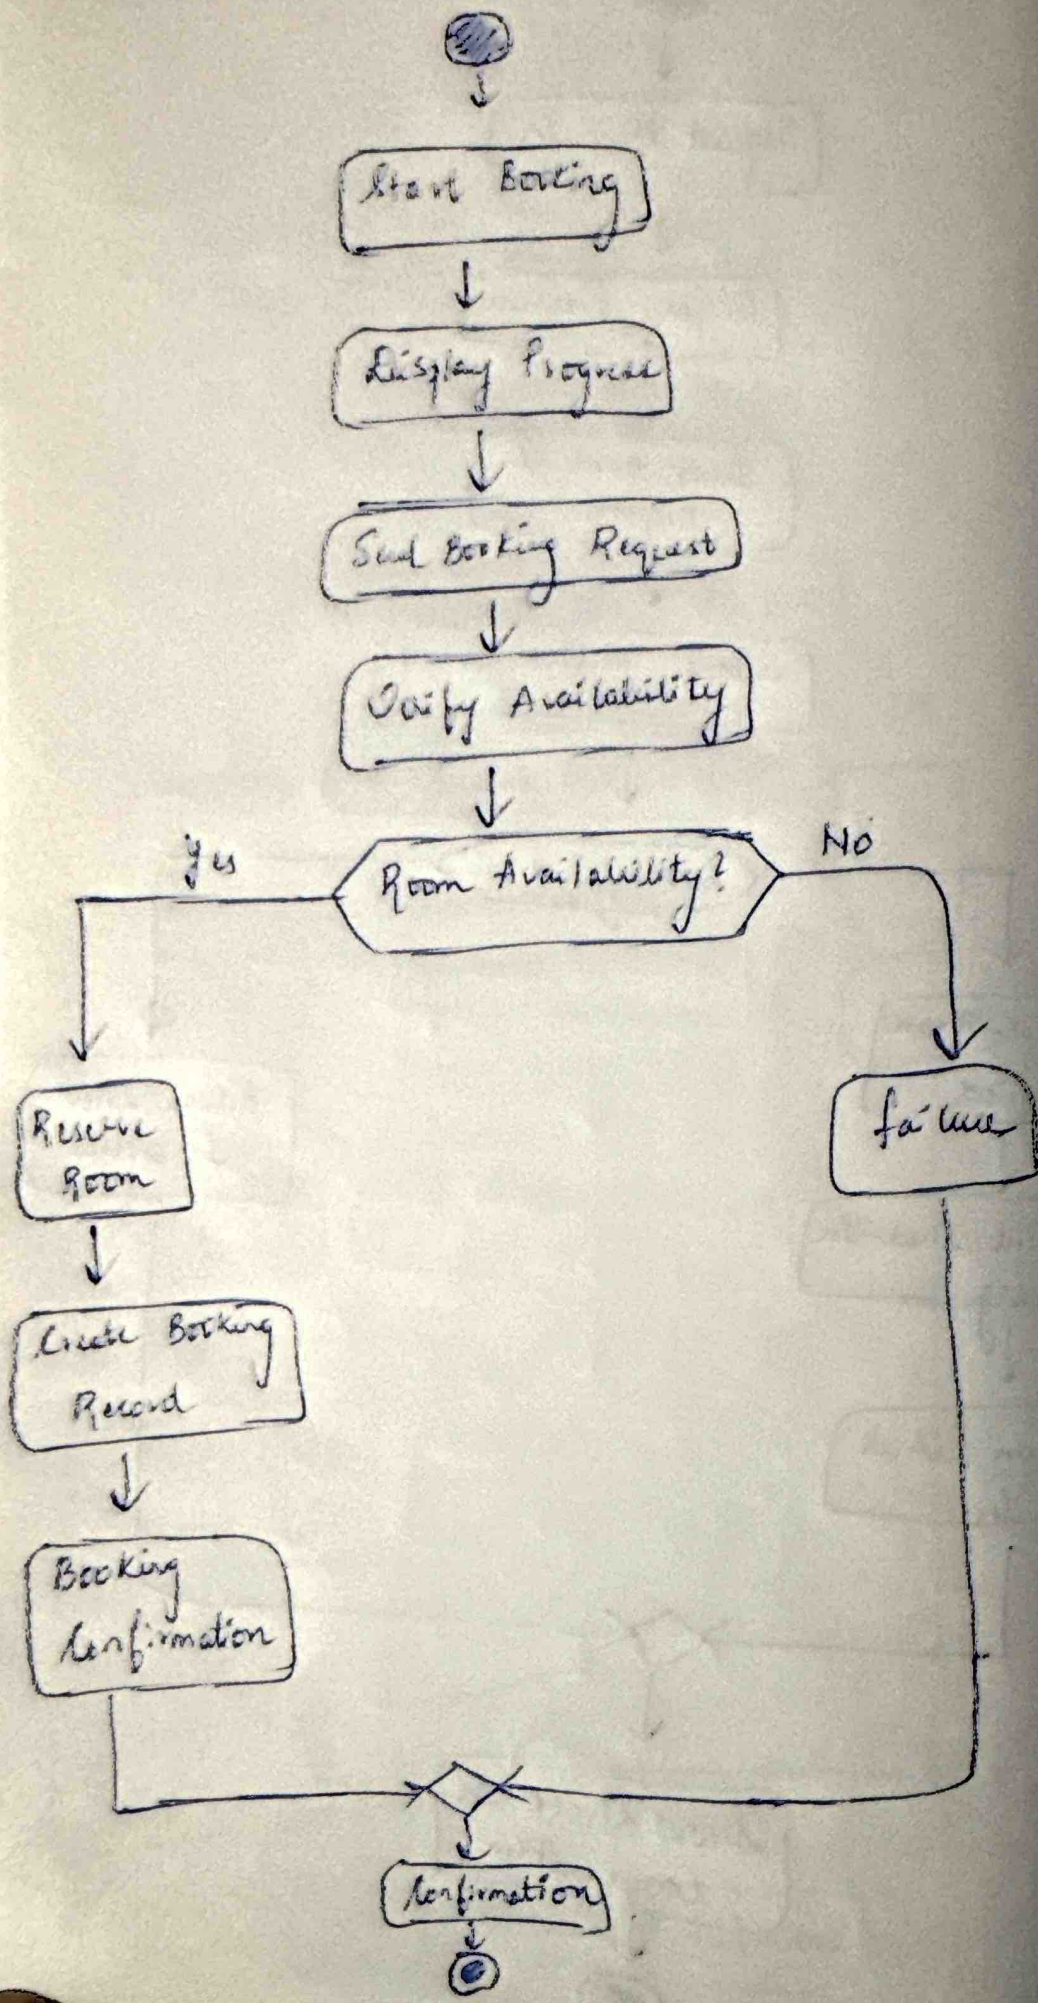 Start Booking
Display Progress
Send Booking Request
Verify Availability
Yes
No
Room Availability?
Reserve
Room
failure
Create Booking
Record
Booking
Confirmation
Confirmation